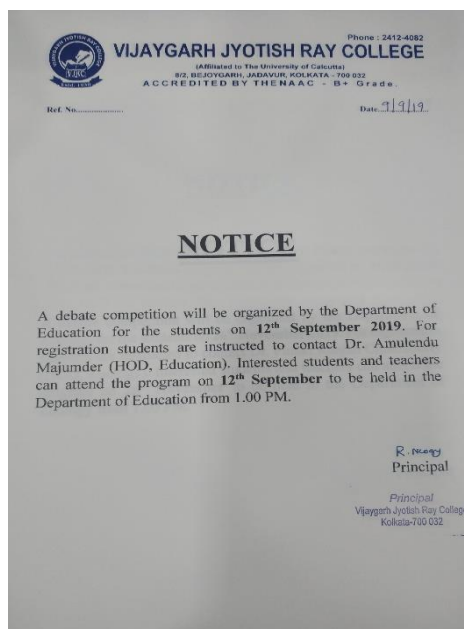 Phone : 2412-4082
VIJAYGARH JYOTISH RAY COLLEGE
(Affiliated to The University of Calcutta)
8/2, BEJOYGARH, JADAVUR, KOLKATA - 700 032
ACCREDITED BY THENAAC - B+ Grade.
Ref. No.....................
Date 9/9/19
NOTICE
A debate competition will be organized by the Department of
Education for the students on 12th September 2019. For
registration students are instructed to contact Dr. Amulendu
Majumder (HOD, Education). Interested students and teachers
can attend the program on 12th September to be held in the
Department of Education from 1.00 PM.
R. Neogy
Principal
Principal
Vijaygarh Jyotish Ray College
Kolkata-700 032